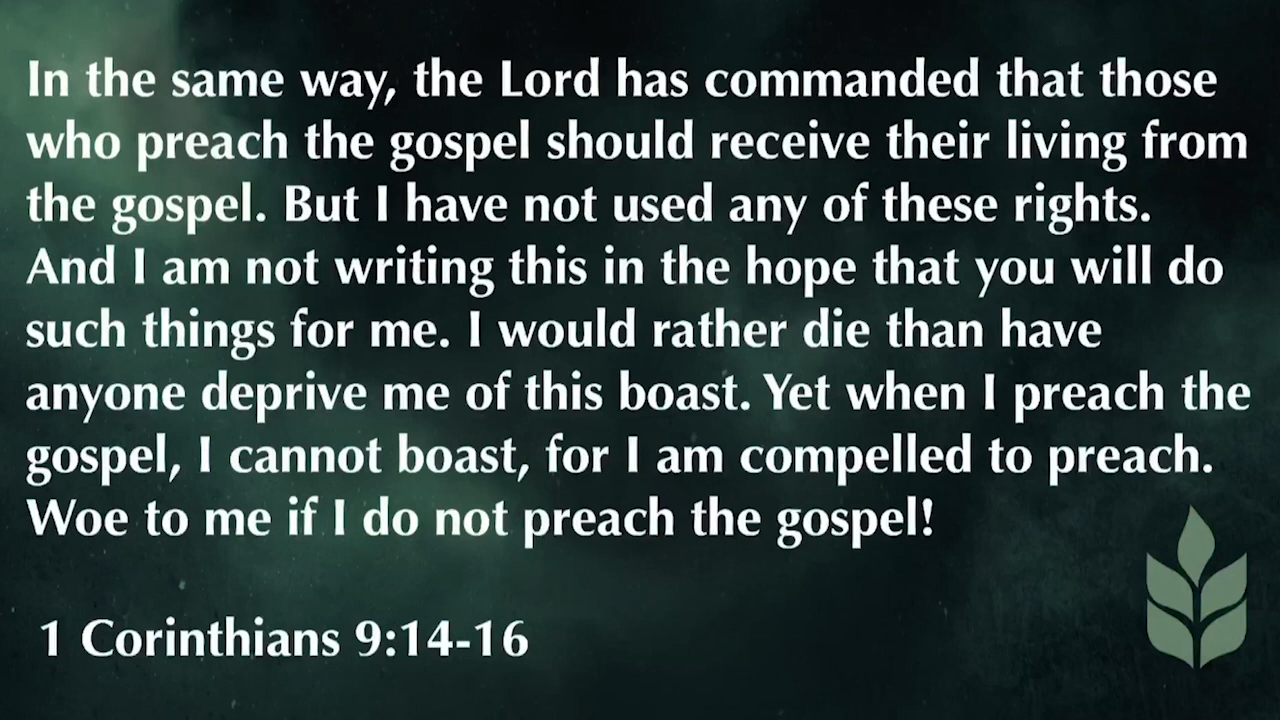 In the same way, the Lord has commanded that those
who preach the gospel should receive their living from
the gospel. But I have not used any of these rights.
And I am not writing this in the hope that you will do
such things for me. I would rather die than have
anyone deprive me of this boast. Yet when I preach the
gospel, I cannot boast, for I am compelled to preach.
Woe to me if I do not preach the gospel!
1 Corinthians 9:14-16